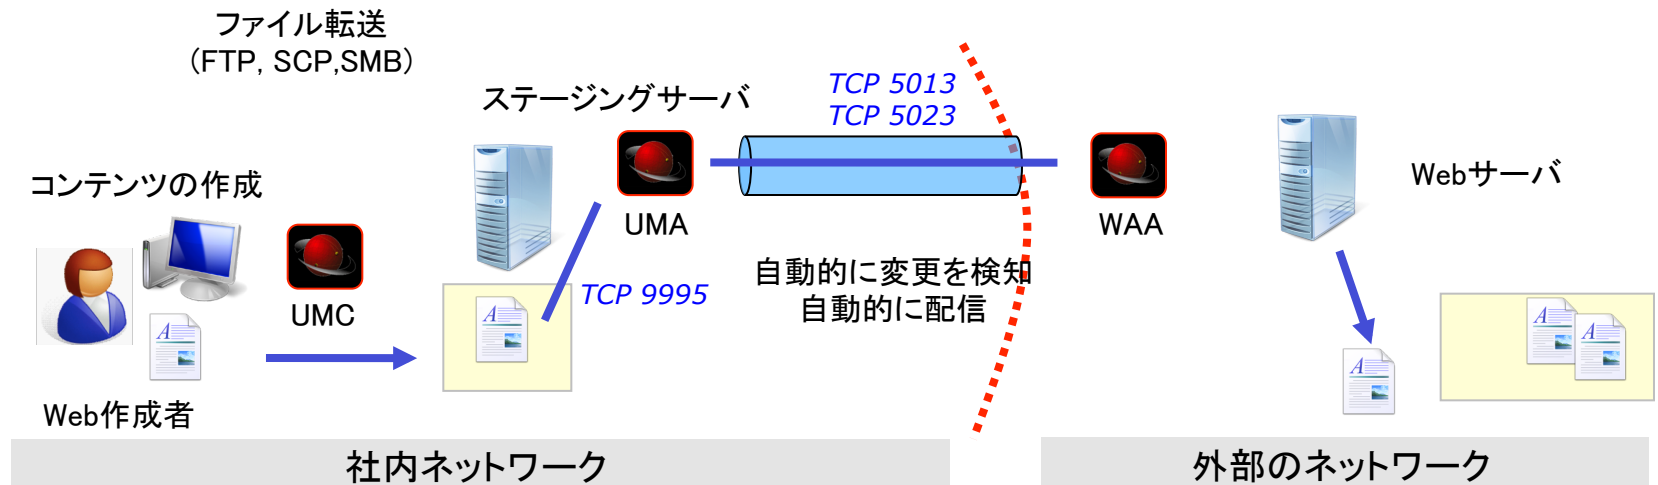 ファイル転送
(FTP, SCP,SMB)
ステージングサーバ
TCP 5013
TCP 5023
コンテンツの作成
Webサーバ
UMA
WAA
自動的に変更を検知
自動的に配信
TCP 9995
UMC
Web作成者
社内ネットワーク
外部のネットワーク